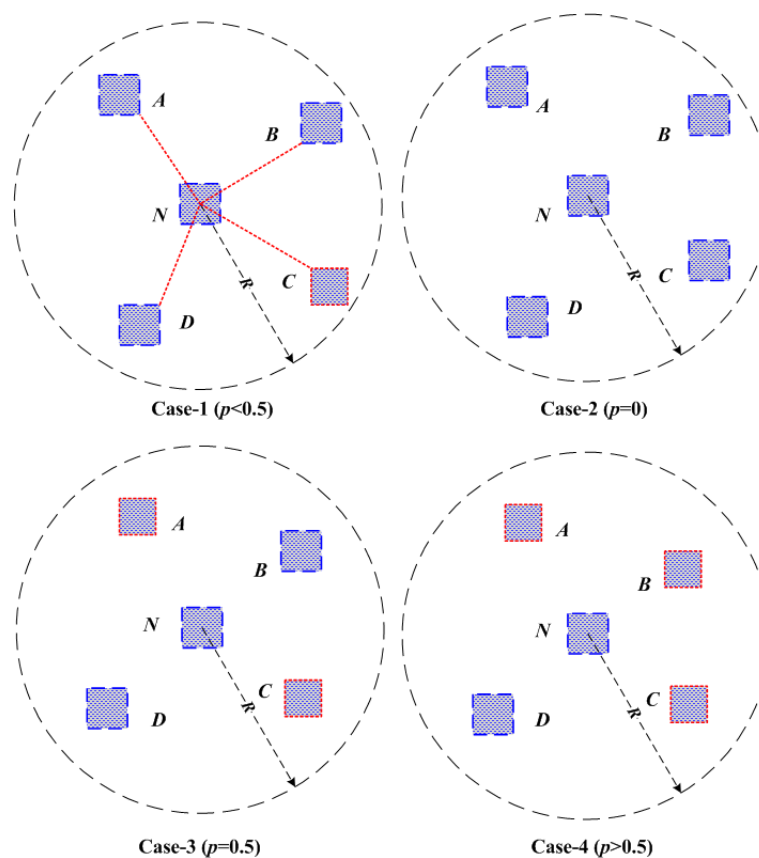 A
B
N
C
R
D
Case-1 (p<0.5)
A
B
N
C
R
D
Case-2 (p=0)
A
B
N
C
R
D
Case-3 (p=0.5)
A
B
N
C
R
D
Case-4 (p>0.5)